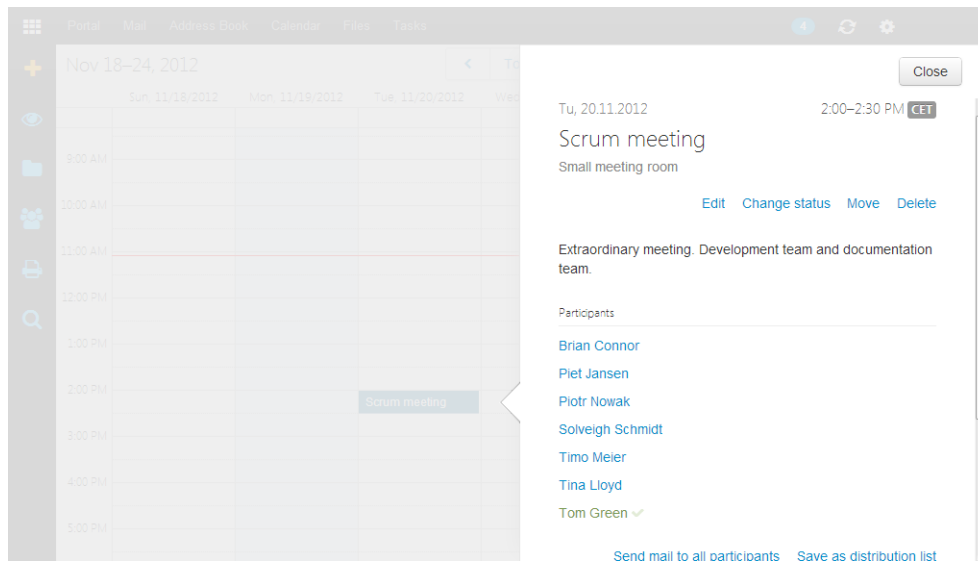 Portal Mail Address Book Calendar Files Tasks 4
Nov 18–24, 2012 To
Sun, 11/18/2012 Mon, 11/19/2012 Tue, 11/20/2012 Wed
9:00 AM
10:00 AM
11:00 AM
12:00 PM
1:00 PM
2:00 PM
Scrum meeting
3:00 PM
4:00 PM
5:00 PM
Close
Tu, 20.11.2012 2:00–2:30 PM CET
Scrum meeting
Small meeting room
Edit Change status Move Delete
Extraordinary meeting. Development team and documentation
team.
Participants
Brian Connor
Piet Jansen
Piotr Nowak
Solveigh Schmidt
Timo Meier
Tina Lloyd
Tom Green
Send mail to all participants Save as distribution list